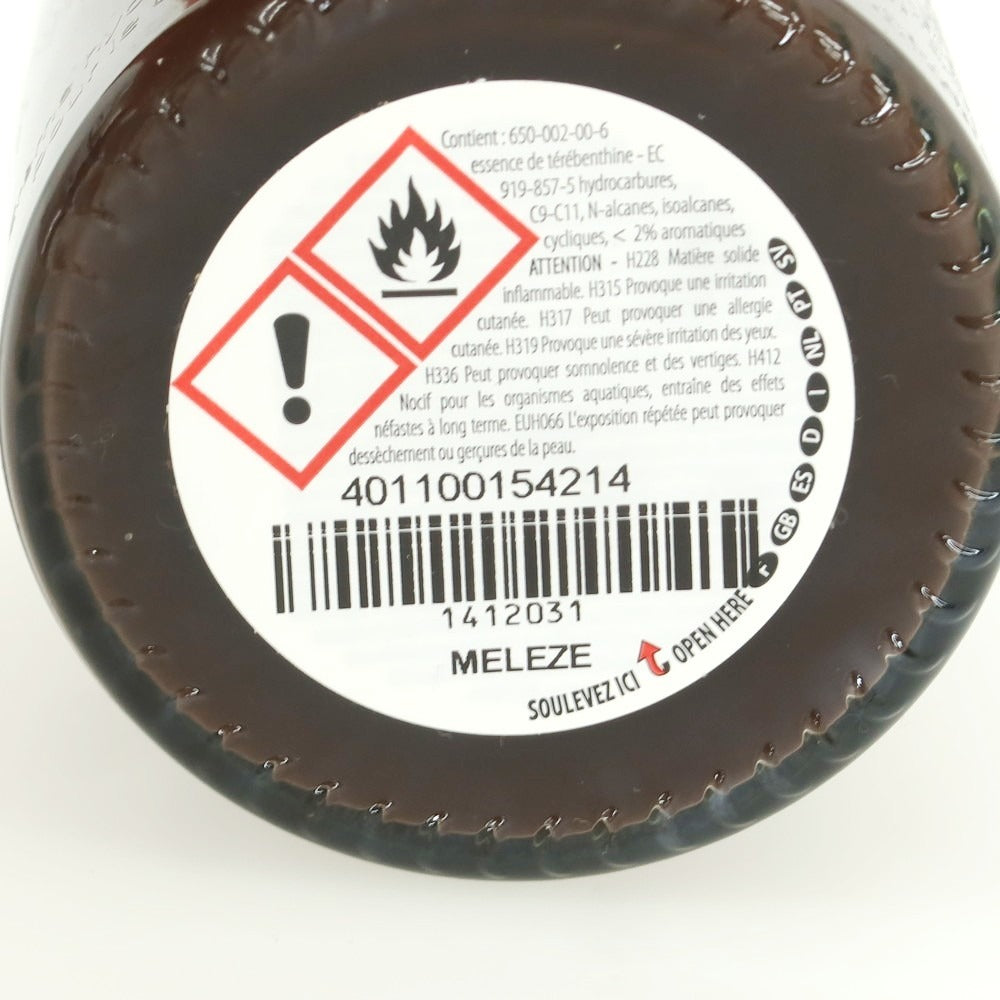 Contient : 650-002-00-6
essence de térébenthine - EC
919-857-5 hydrocarbures,
C9-C11, N-alcanes, isoalcanes,
cycliques, < 2% aromatiques
ATTENTION - H228 Matière solide
inflammable. H315 Provoque une irritation
cutanée. H317 Peut provoquer une allergie
cutanée. H319 Provoque une sévère irritation des yeux.
H336 Peut provoquer somnolence et des vertiges. H412
Nocif pour les organismes aquatiques, entraîne des effets
néfastes à long terme. EUH066 L'exposition répétée peut provoquer
dessèchement ou gerçures de la peau.
401100154214
1412031
MELEZE
SOULEVEZ ICI OPEN HERE
GB
ES
D
I
NL
PT
SV